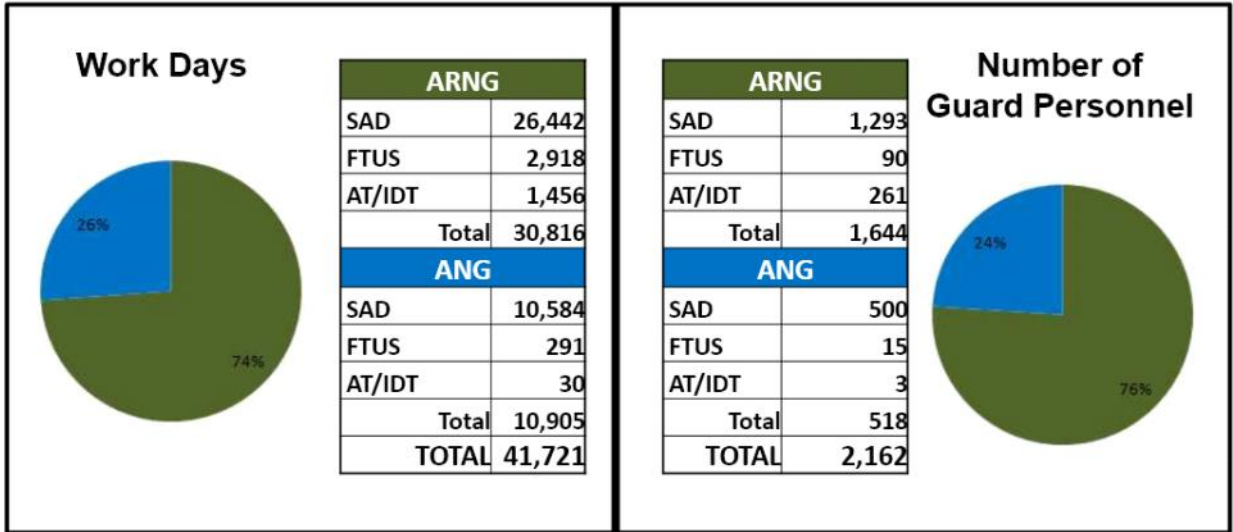 Work Days
26%
74%
ARNG
SAD 26,442
FTUS 2,918
AT/IDT 1,456
Total 30,816
ANG
SAD 10,584
FTUS 291
AT/IDT 30
Total 10,905
TOTAL 41,721
ARNG
SAD 1,293
FTUS 90
AT/IDT 261
Total 1,644
ANG
SAD 500
FTUS 15
AT/IDT 3
Total 518
TOTAL 2,162
Number of
Guard Personnel
24%
76%